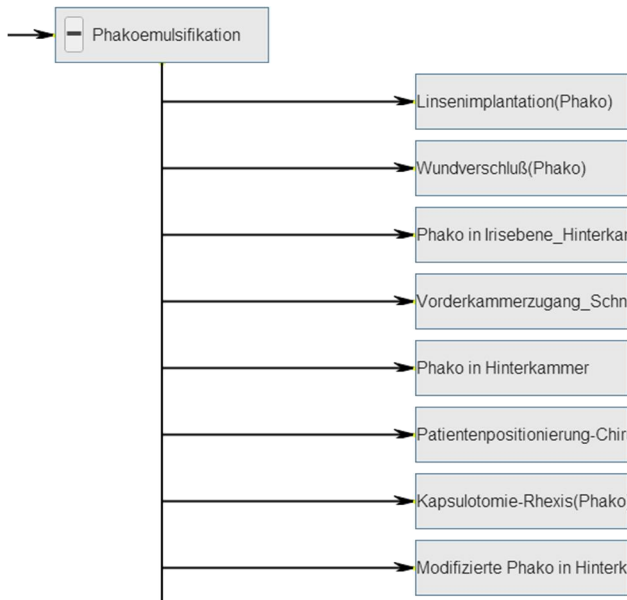 Phakoemulsifikation
Linsenimplantation(Phako)
Wundverschluß(Phako)
Phako in Irisebene_Hinterka
Vorderkammerzugang_Schn
Phako in Hinterkammer
Patientenpositionierung-Chir
Kapsulotomie-Rhexis(Phako
Modifizierte Phako in Hinterk